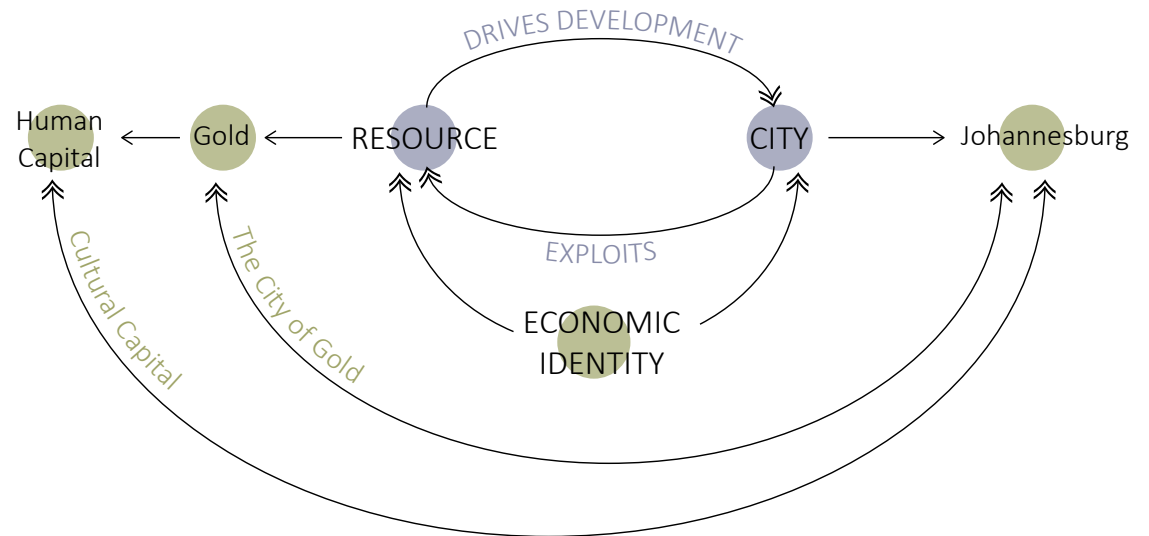 DRIVES DEVELOPMENT
Human
Capital
Gold
RESOURCE
CITY
Johannesburg
EXPLOITS
Cultural Capital
The City of Gold
ECONOMIC
IDENTITY